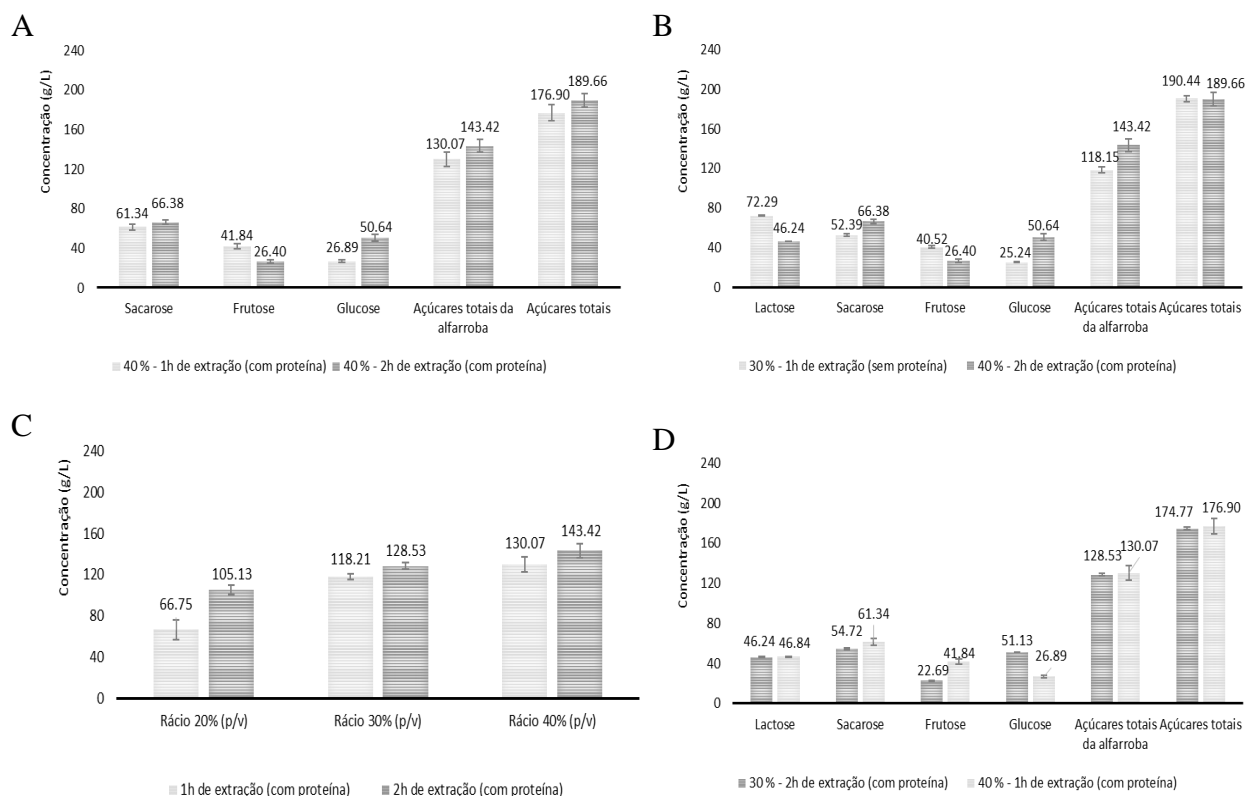 A
Concentração (g/L)
240
200
160
120
80
40
0
61.34
66.38
41.84
26.40
26.89
50.64
130.07
143.42
176.90
189.66
Sacarose
Frutose
Glucose
Açúcares totais da
alfarroba
Açúcares totais
40 % - 1h de extração (com proteína)
40 % - 2h de extração (com proteína)
B
Concentração (g/L)
240
200
160
120
80
40
0
72.29
46.24
52.39
66.38
40.52
26.40
25.24
50.64
118.15
143.42
190.44
189.66
Lactose
Sacarose
Frutose
Glucose
Açúcares totais
da alfarroba
Açúcares totais
30 % - 1h de extração (sem proteína)
40 % - 2h de extração (com proteína)
C
Concentração (g/L)
240
200
160
120
80
40
0
66.75
105.13
118.21
128.53
130.07
143.42
Rácio 20% (p/v)
Rácio 30% (p/v)
Rácio 40% (p/v)
1h de extração (com proteína)
2h de extração (com proteína)
D
Concentração (g/L)
240
200
160
120
80
40
0
46.24
46.84
54.72
61.34
22.69
41.84
51.13
26.89
128.53
130.07
174.77
176.90
Lactose
Sacarose
Frutose
Glucose
Açúcares totais
da alfarroba
Açúcares totais
30 % - 2h de extração (com proteína)
40 % - 1h de extração (com proteína)